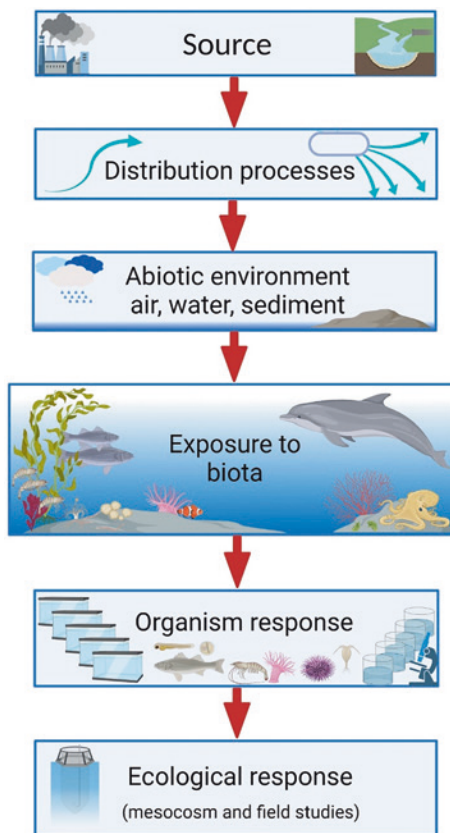 Source
Distribution processes
Abiotic environment
air, water, sediment
Exposure to
biota
Organism response
Ecological response
(mesocosm and field studies)